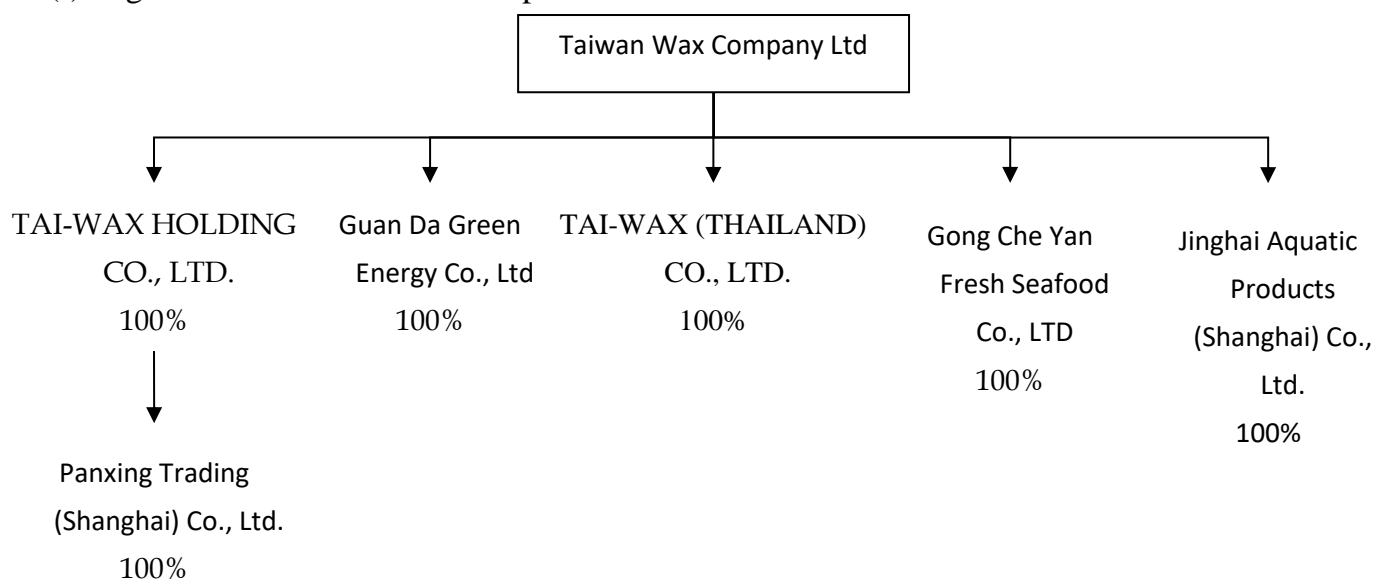 Taiwan Wax Company Ltd
TAI-WAX HOLDING
CO., LTD.
100%
Guan Da Green
Energy Co., Ltd
100%
TAI-WAX (THAILAND)
CO., LTD.
100%
Gong Che Yan
Fresh Seafood
Co., LTD
100%
Jinghai Aquatic
Products
(Shanghai) Co.,
Ltd.
100%
Panxing Trading
(Shanghai) Co., Ltd.
100%